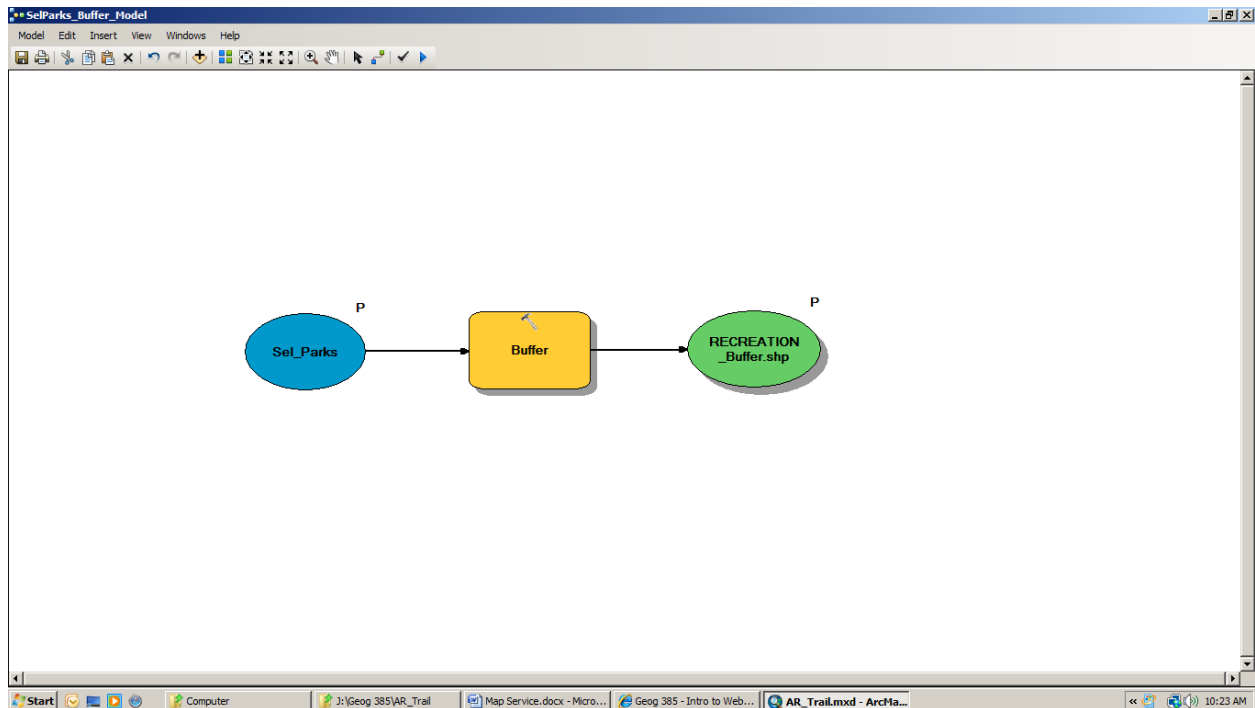 SelParks_Buffer_Model
Model Edit Insert View Windows Help
P
P
Sel_Parks
Buffer
RECREATION
_Buffer.shp
Start
Computer
J:\Geog 385\AR_Trail
Map Service.docx - Micro...
Geog 385 - Intro to Web...
AR_Trail.mxd - ArcMa...
10:23 AM